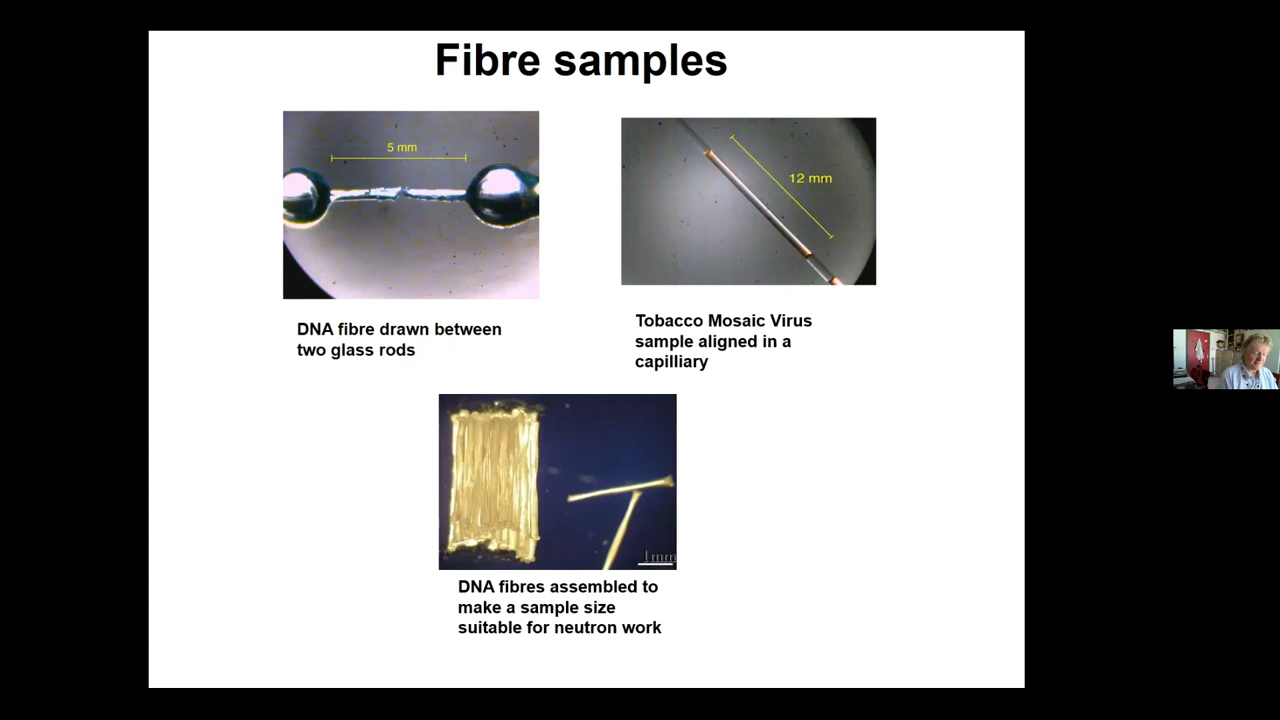 Fibre samples
5 mm
12 mm
DNA fibre drawn between
two glass rods
Tobacco Mosaic Virus
sample aligned in a
capilliary
1mm
DNA fibres assembled to
make a sample size
suitable for neutron work